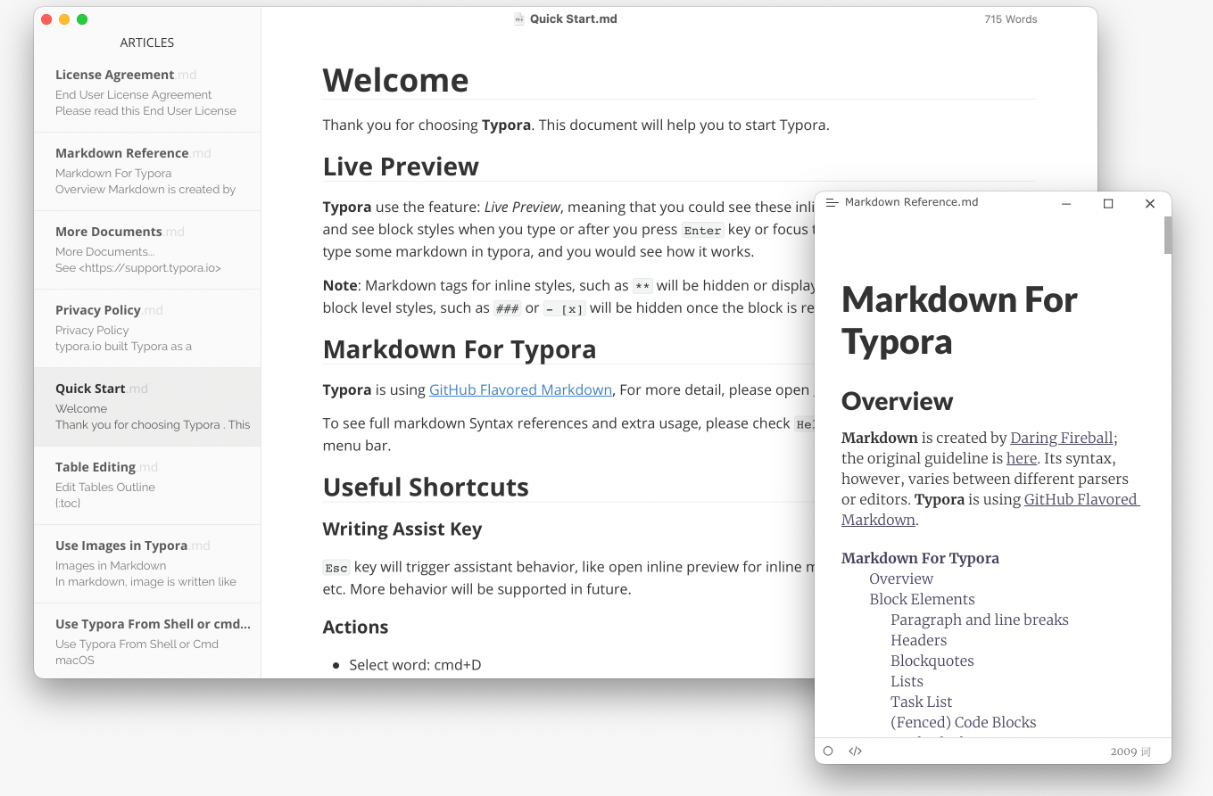 Quick Start.md
715 Words
ARTICLES
License Agreement.md
End User License Agreement
Please read this End User License
Markdown Reference.md
Markdown For Typora
Overview Markdown is created by
More Documents.md
More Documents...
See <https://support.typora.io>
Privacy Policy.md
Privacy Policy
typora.io built Typora as a
Quick Start.md
Welcome
Thank you for choosing Typora . This
Table Editing.md
Edit Tables Outline
[:toc]
Use Images in Typora.md
Images in Markdown
In markdown, image is written like
Use Typora From Shell or cmd...
Use Typora From Shell or Cmd
macOS
Welcome
Thank you for choosing Typora. This document will help you to start Typora.
Live Preview
Typora use the feature: Live Preview, meaning that you could see these
and see block styles when you type or after you press Enter key or focus
type some markdown in typora, and you would see how it works.
Note: Markdown tags for inline styles, such as ** will be hidden or
block level styles, such as ### or - [x] will be hidden once the block is
Markdown For Typora
Typora is using GitHub Flavored Markdown, For more detail, please open
To see full markdown Syntax references and extra usage, please check
menu bar.
Useful Shortcuts
Writing Assist Key
Esc key will trigger assistant behavior, like open inline preview for inline
etc. More behavior will be supported in future.
Actions
• Select word: cmd+D
Markdown Reference.md
Markdown For
Typora
Overview
Markdown is created by Daring Fireball;
the original guideline is here. Its syntax,
however, varies between different parsers
or editors. Typora is using GitHub Flavored
Markdown.
Markdown For Typora
Overview
Block Elements
Paragraph and line breaks
Headers
Blockquotes
Lists
Task List
(Fenced) Code Blocks
</>
2009 词